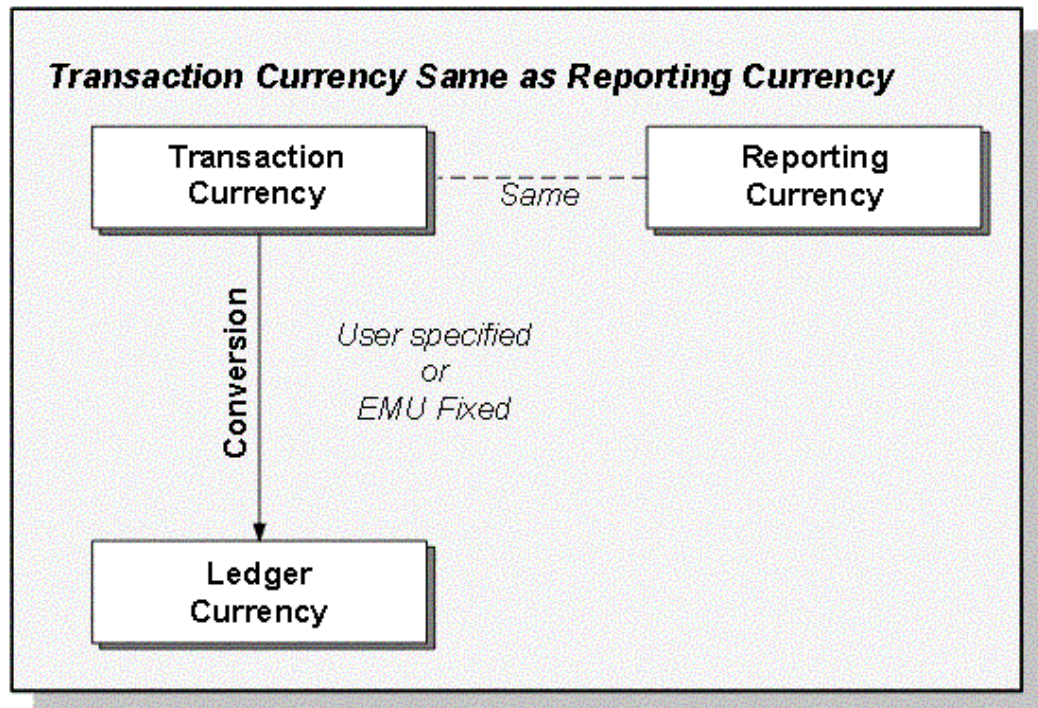 Transaction Currency Same as Reporting Currency
Transaction
Currency
Same
Reporting
Currency
Conversion
User specified
or
EMU Fixed
Ledger
Currency